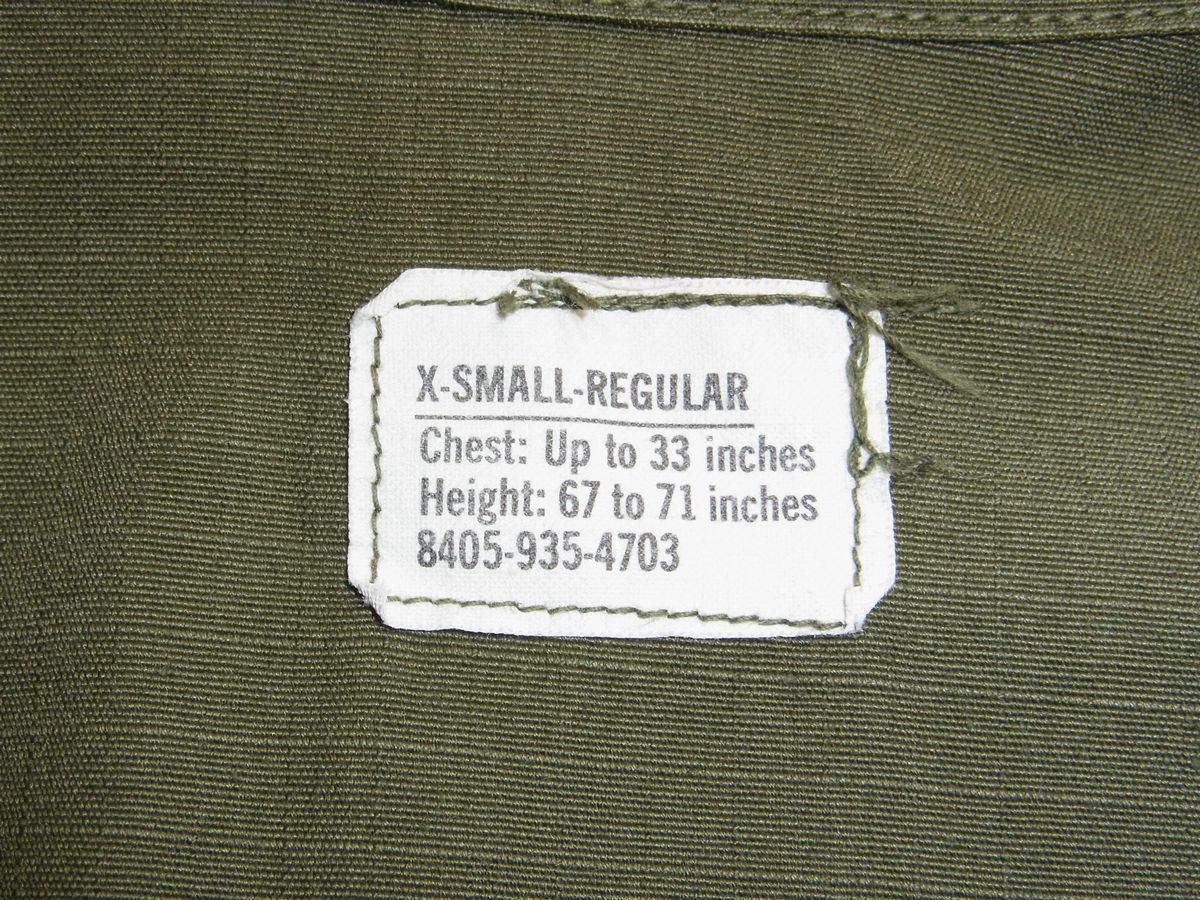 X-SMALL-REGULAR
Chest: Up to 33 inches
Height: 67 to 71 inches
8405-935-4703